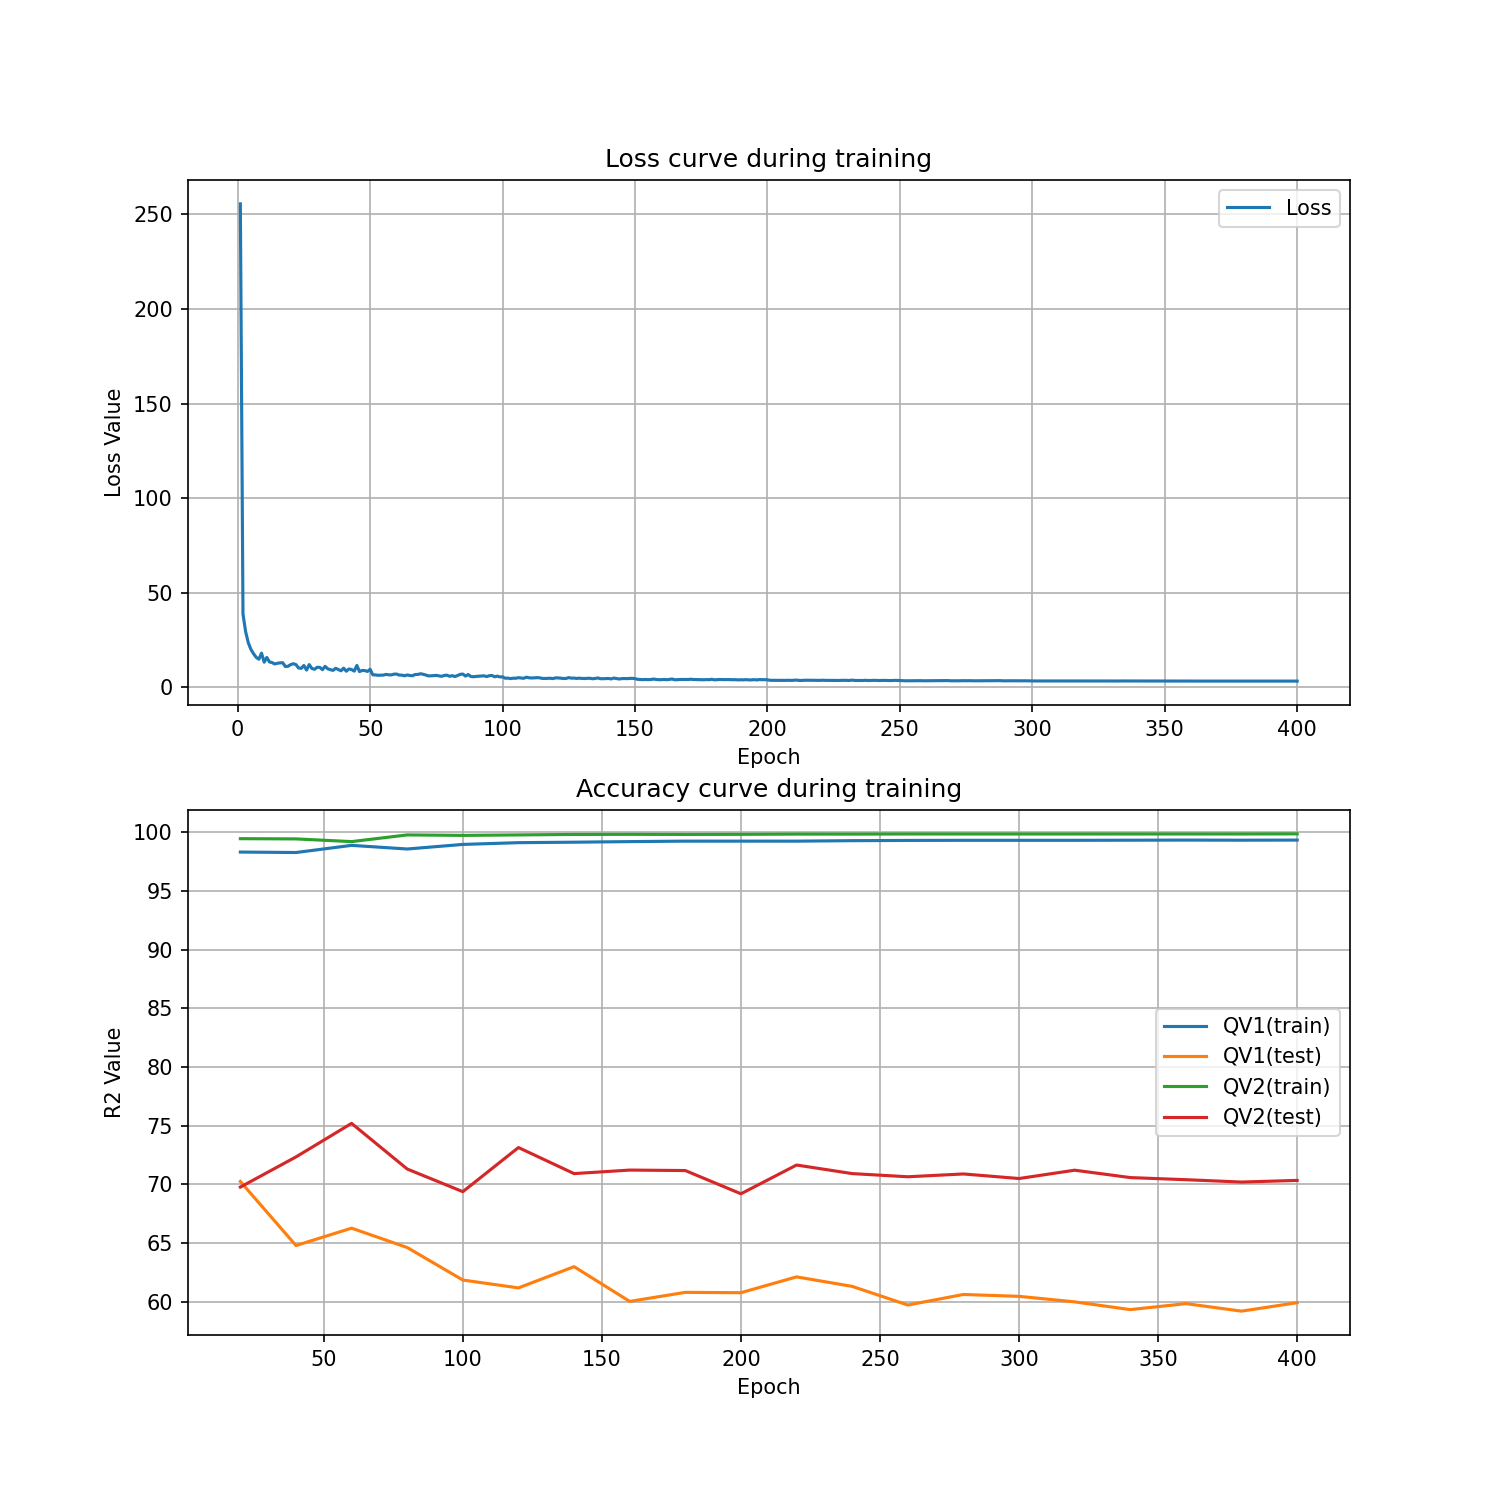 Loss curve during training
250
200
150
100
50
0
Loss Value
Loss
0 50 100 150 200 250 300 350 400
Epoch
Accuracy curve during training
100
95
90
85
80
75
70
65
60
R2 Value
QV1(train)
QV1(test)
QV2(train)
QV2(test)
50 100 150 200 250 300 350 400
Epoch